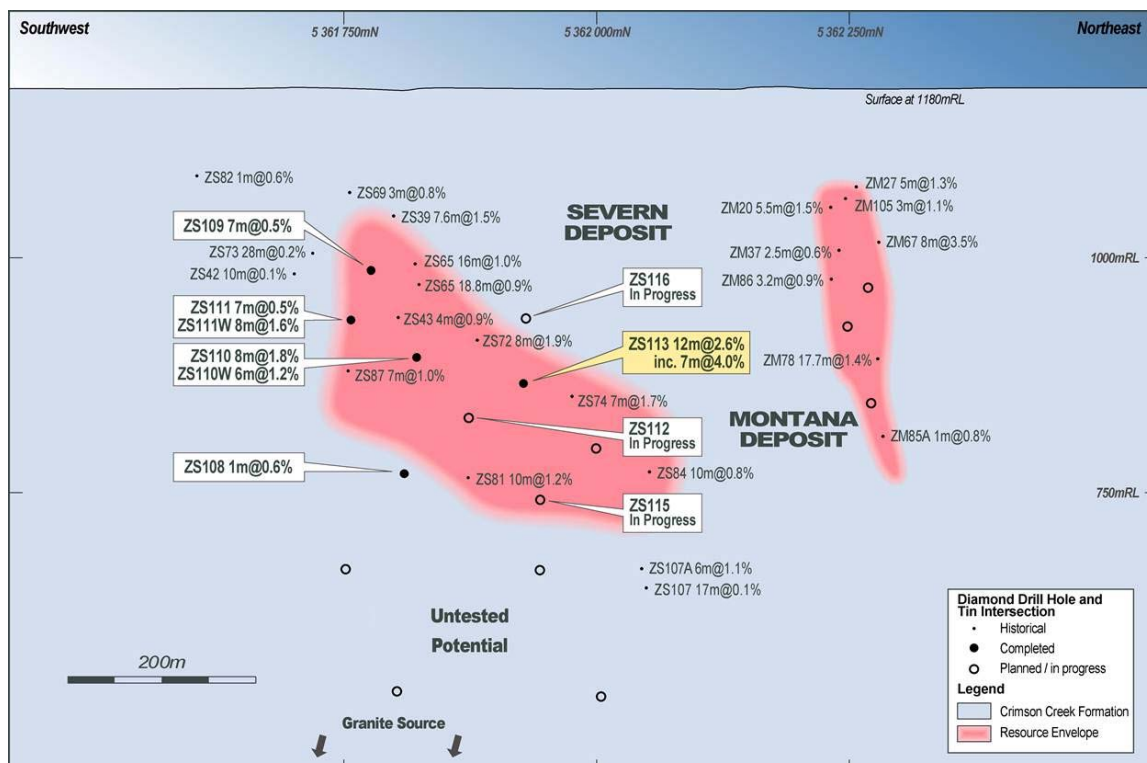 Southwest
5 361 750mN
5 362 000mN
5 362 250mN
Northeast
Surface at 1180mRL
ZS82 1m@0.6%
ZS69 3m@0.8%
ZS39 7.6m@1.5%
ZS109 7m@0.5%
ZS73 28m@0.2%
ZS42 10m@0.1%
ZS65 16m@1.0%
ZS65 18.8m@0.9%
SEVERN
DEPOSIT
ZS116
In Progress
ZS111 7m@0.5%
ZS111W 8m@1.6%
ZS43 4m@0.9%
ZS72 8m@1.9%
ZS110 8m@1.8%
ZS110W 6m@1.2%
ZS87 7m@1.0%
ZS113 12m@2.6%
inc. 7m@4.0%
ZS74 7m@1.7%
ZS112
In Progress
ZS108 1m@0.6%
ZS81 10m@1.2%
ZS84 10m@0.8%
ZS115
In Progress
ZS107A 6m@1.1%
ZS107 17m@0.1%
ZM27 5m@1.3%
ZM20 5.5m@1.5%
ZM105 3m@1.1%
ZM37 2.5m@0.6%
ZM67 8m@3.5%
ZM86 3.2m@0.9%
ZM78 17.7m@1.4%
MONTANA
DEPOSIT
ZM85A 1m@0.8%
1000mRL
750mRL
Untested
Potential
200m
Granite Source
Diamond Drill Hole and
Tin Intersection
Historical
Completed
Planned / in progress
Legend
Crimson Creek Formation
Resource Envelope